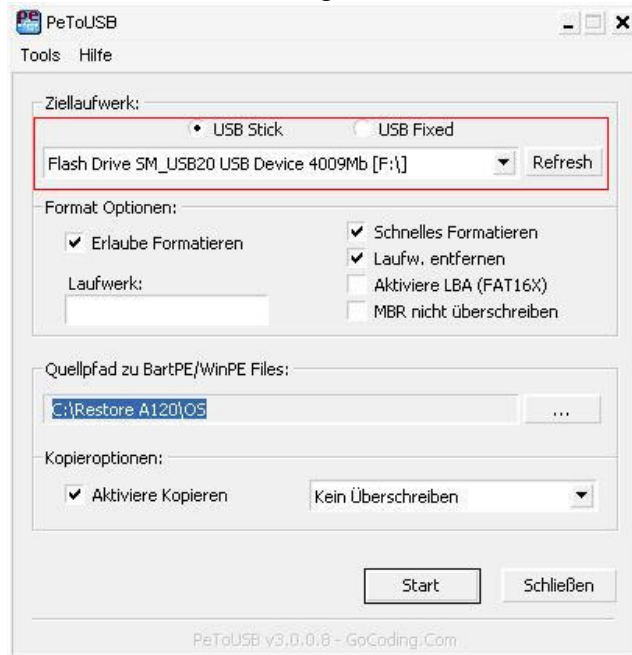 PeToUSB
Tools Hilfe
Ziellaufwerk:
USB Stick USB Fixed
Flash Drive SM_USB20 USB Device 4009Mb [F:\] Refresh
Format Optionen:
Erlaube Formatieren
Schnelles Formatieren
Laufw. entfernen
Laufwerk:
Aktiviere LBA (FAT16X)
MBR nicht überschreiben
Quellpfad zu BartPE/WinPE Files:
C:\Restore A120\OS ...
Kopieroptionen:
Aktiviere Kopieren Kein Überschreiben
Start Schließen
PeToUSB v3.0.0.8 - GoCoding.Com